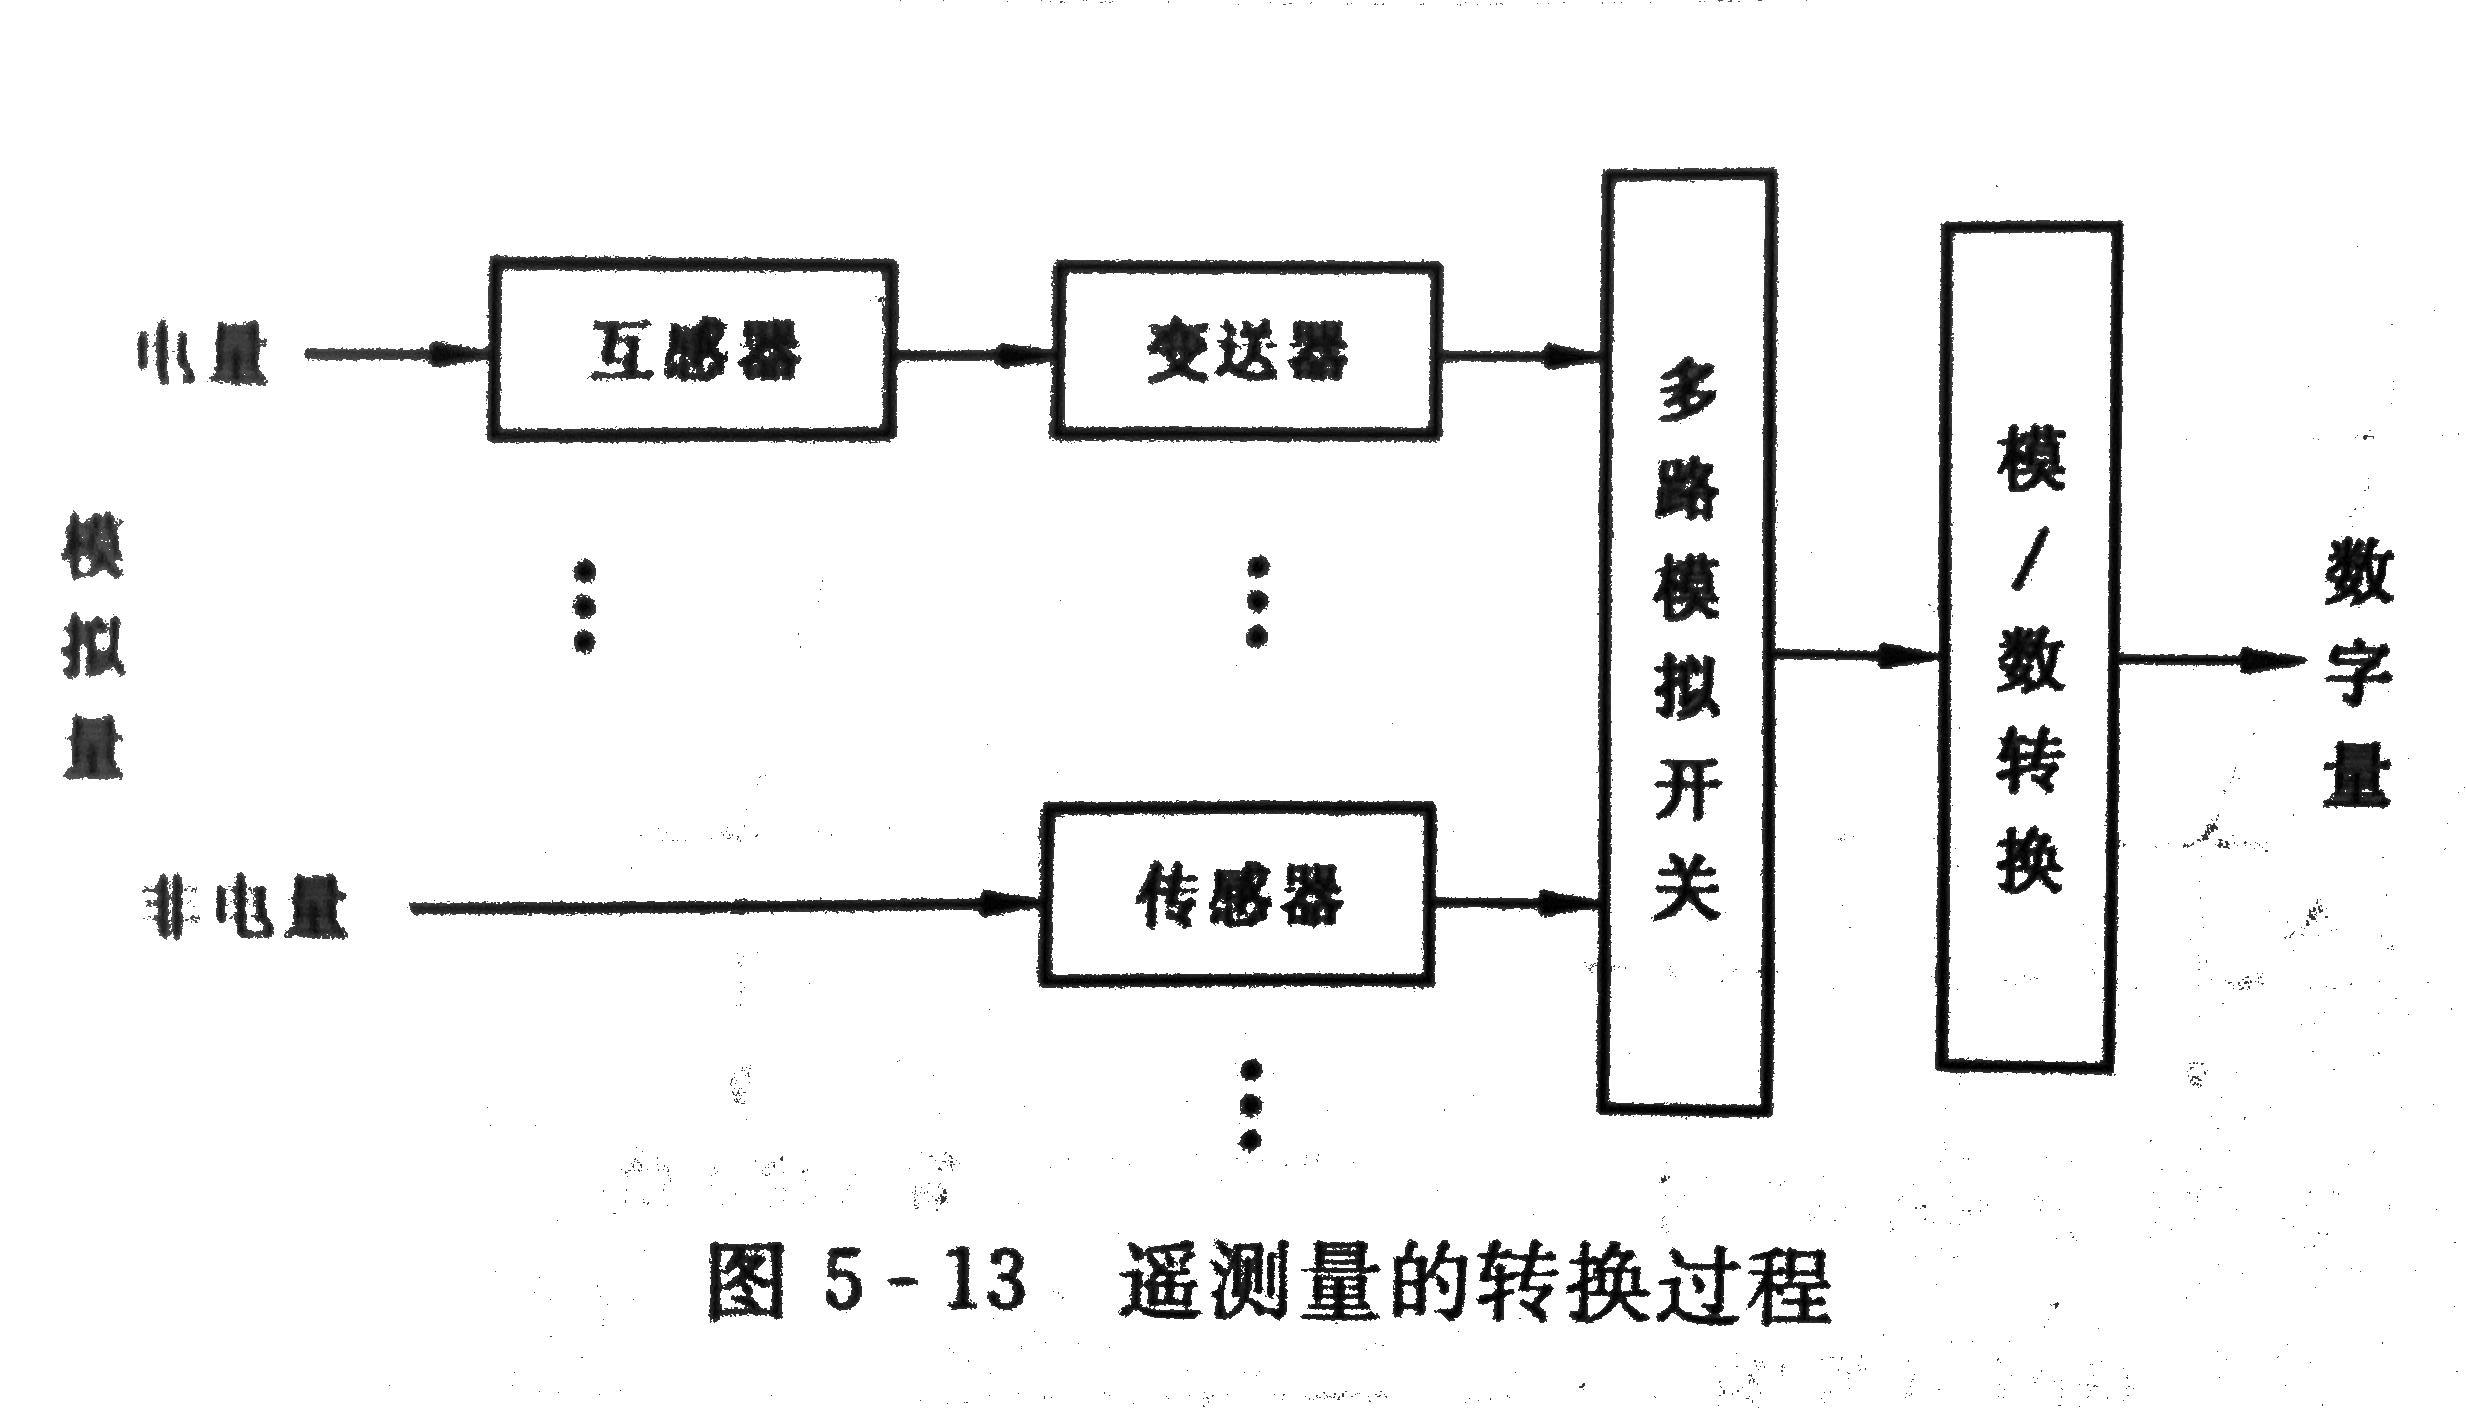 电量
互感器
变送器
模拟量
非电量
传感器
多路模拟开关
模/数转换
数字量
图 5-13 遥测量的转换过程